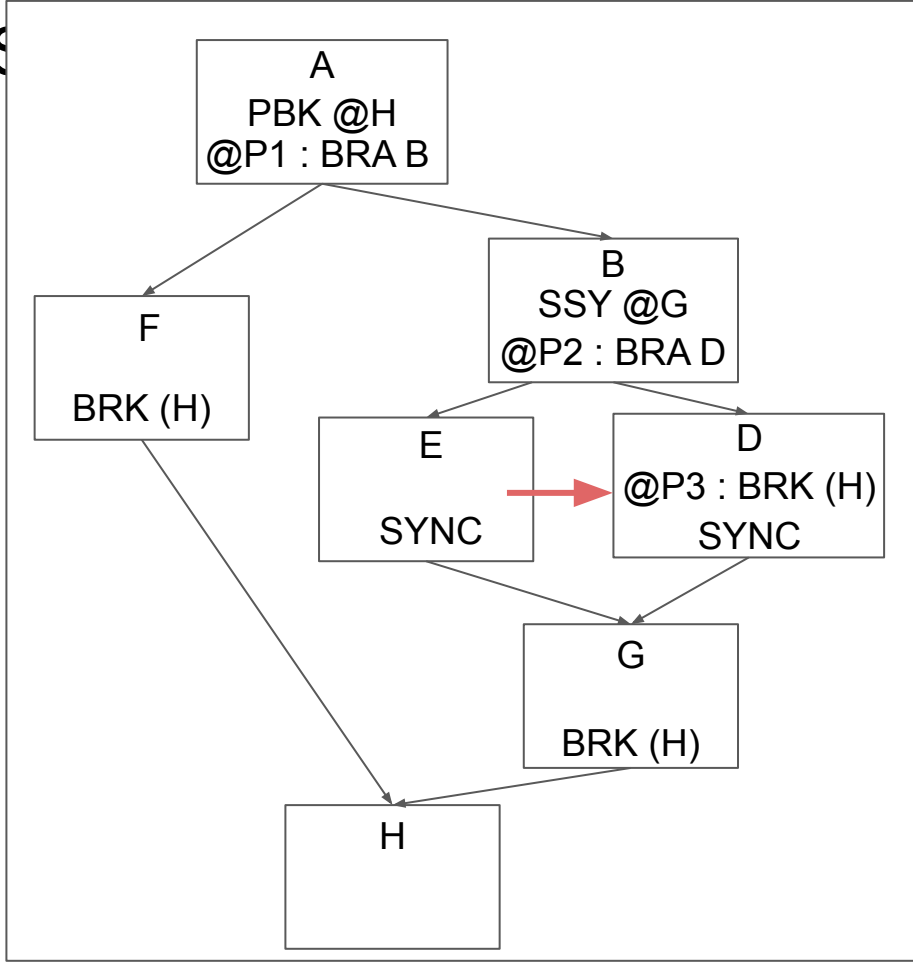 A
PBK @H
@P1 : BRA B
B
SSY @G
@P2 : BRA D
F
BRK (H)
E
SYNC
D
@P3 : BRK (H)
SYNC
G
BRK (H)
H